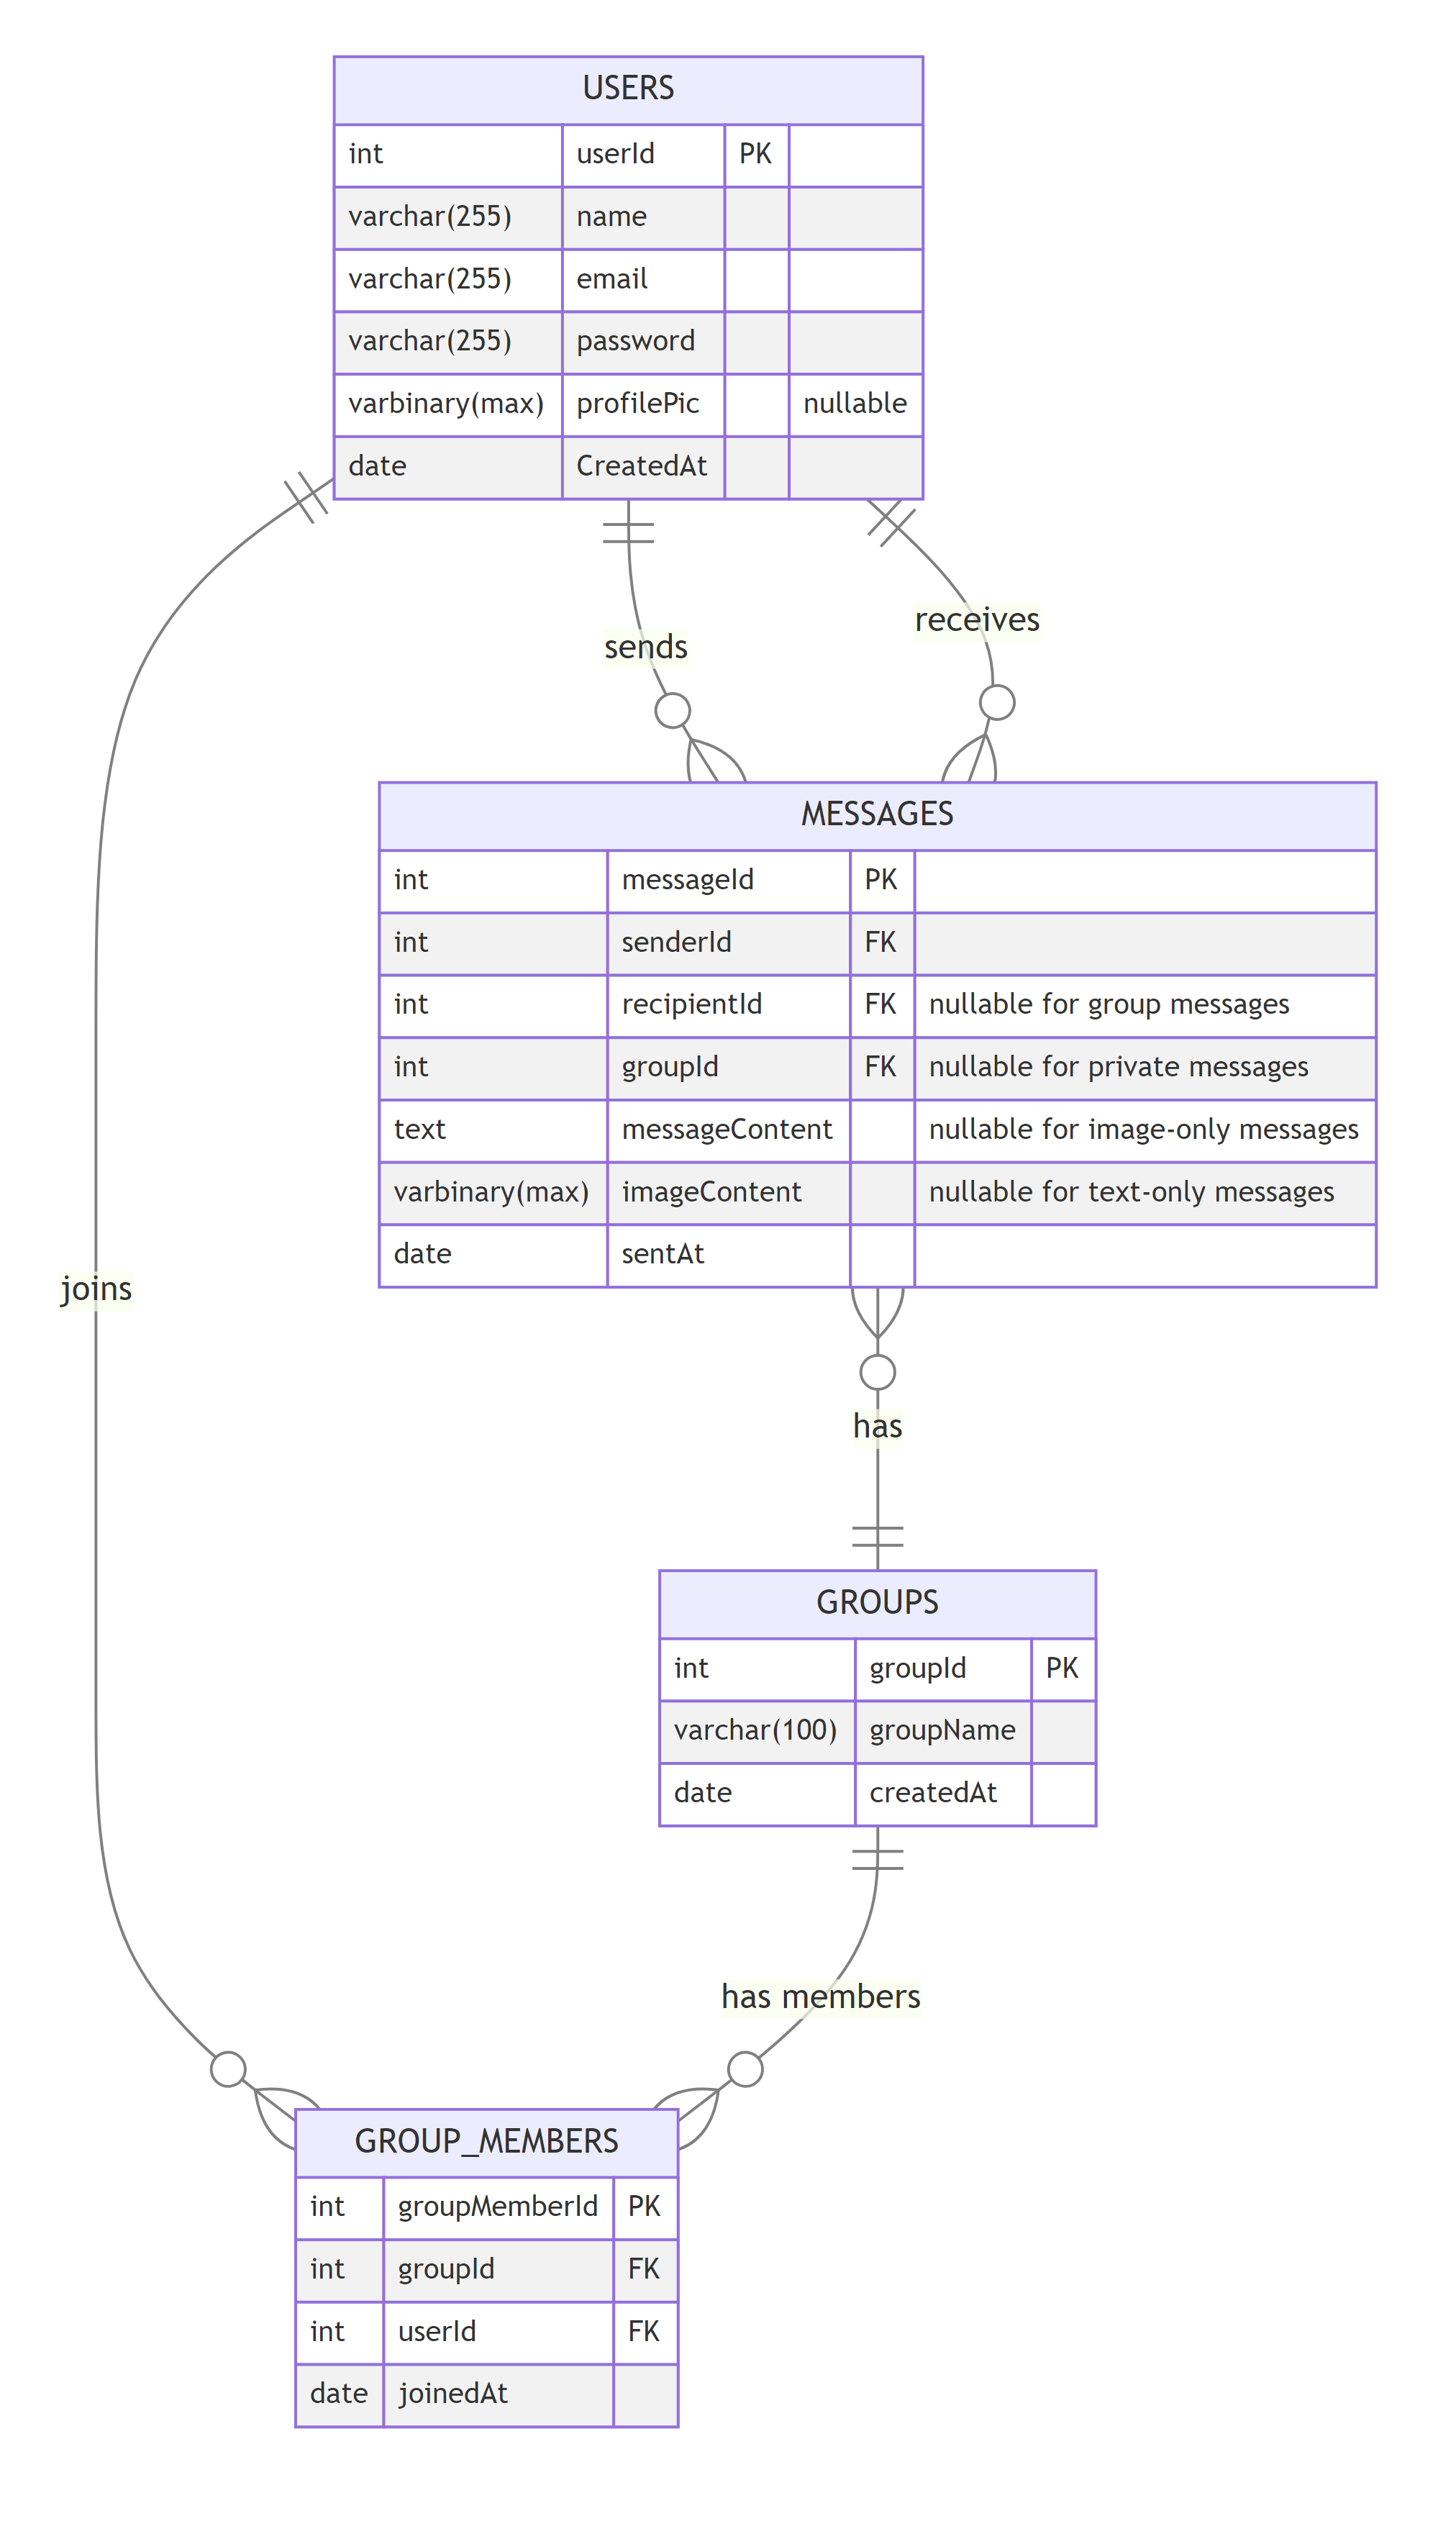 USERS
int userId PK
varchar(255) name
varchar(255) email
varchar(255) password
varbinary(max) profilePic nullable
date CreatedAt
receives
sends
MESSAGES
int messageId PK
int senderId FK
int recipientId FK nullable for group messages
int groupId FK nullable for private messages
text messageContent nullable for image-only messages
varbinary(max) imageContent nullable for text-only messages
date sentAt
joins
has
GROUPS
int groupId PK
varchar(100) groupName
date createdAt
has members
GROUP_MEMBERS
int groupMemberId PK
int groupId FK
int userId FK
date joinedAt